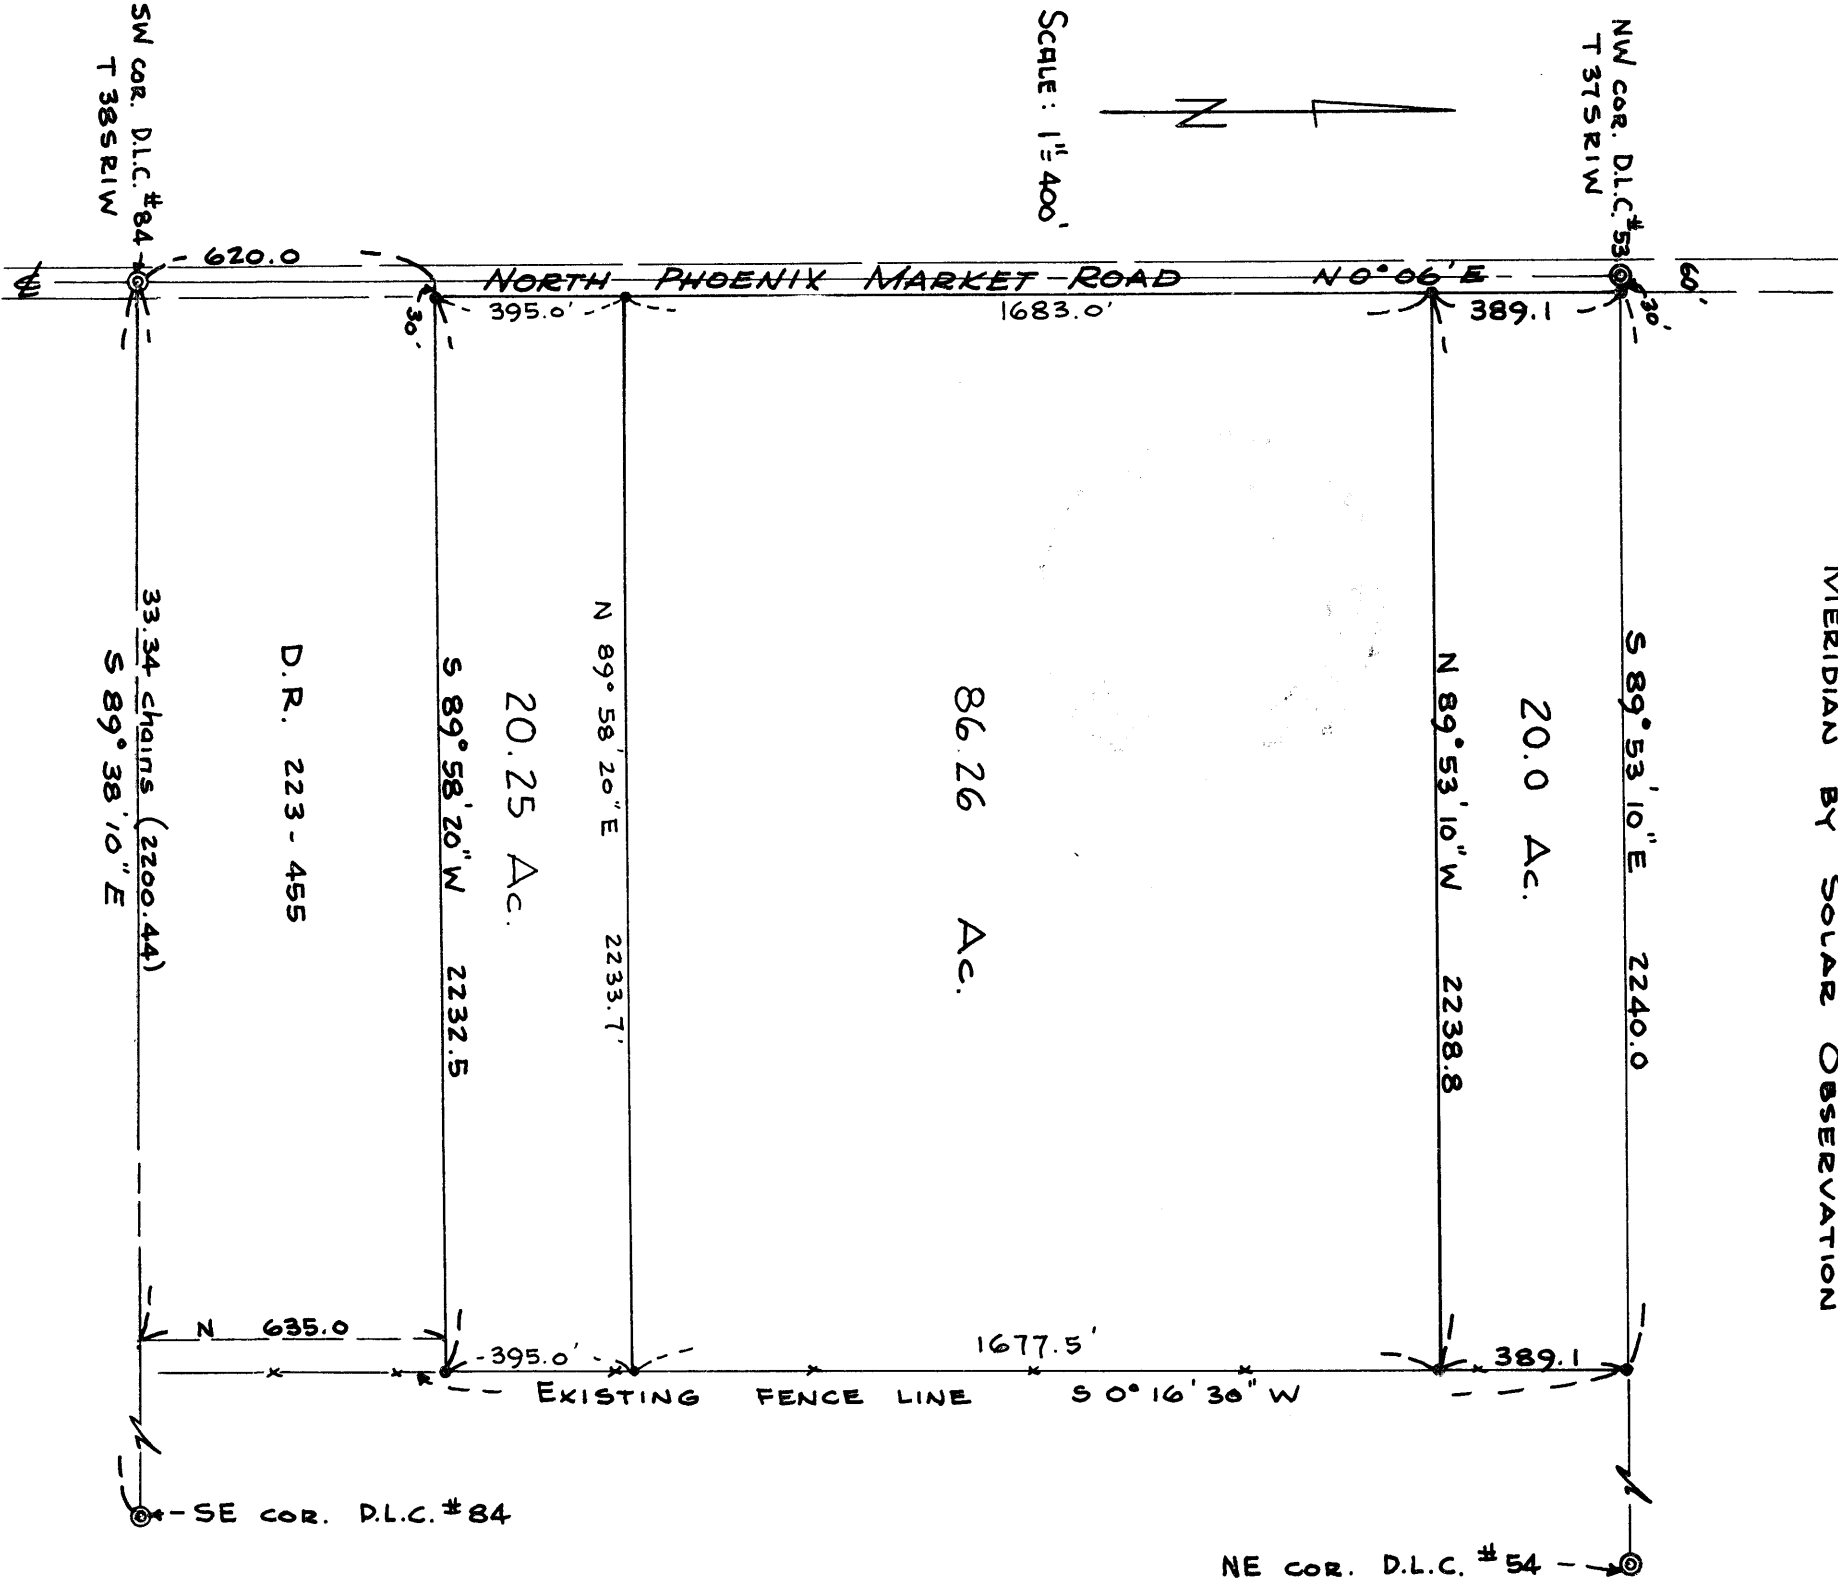 SW COR. D.L.C. #84
T 38 S R 1 W
SCALE: 1"= 400'
N
NW COR. D.L.C. #53
T 37 S R 1 W
620.0
NORTH PHOENIX MARKET ROAD N 0° 06' E
60'
30'
395.0'
1683.0'
389.1
30'
MERIDIAN BY SOLAR OBSERVATION
33.34 chains (2200.44)
S 89° 38' 10" E
D.R. 223-455
S 89° 58' 20" W 2232.5
20.25 Ac.
N 89° 58' 20" E 2233.7'
86.26 Ac.
N 89° 53' 10" W 2238.8
20.0 Ac.
S 89° 53' 10" E 2240.0
N 635.0
395.0'
1677.5'
389.1
EXISTING FENCE LINE S 0° 16' 30" W
SE COR. D.L.C. #84
NE COR. D.L.C. #54